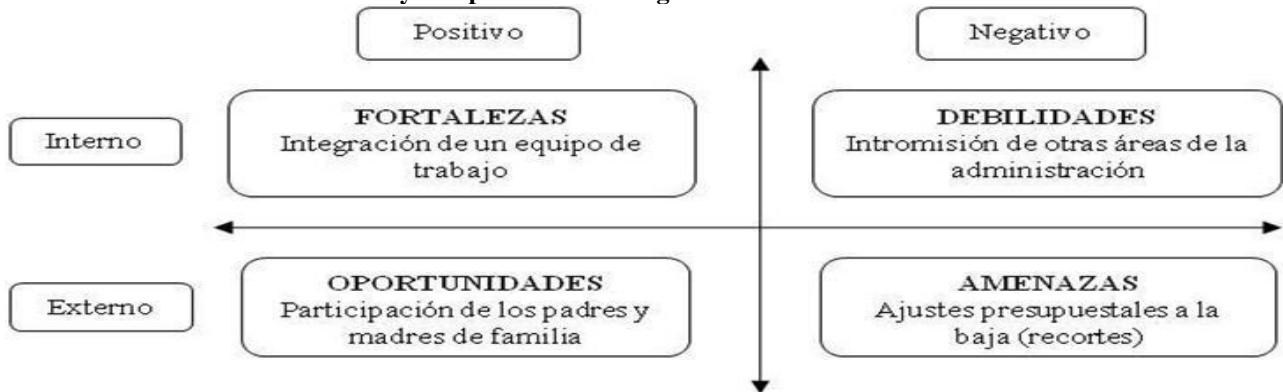 Positivo
Negativo
Interno
FORTALEZAS
Integración de un equipo de
trabajo
DEBILIDADES
Intromisión de otras áreas de la
administración
Externo
OPORTUNIDADES
Participación de los padres y
madres de familia
AMENAZAS
Ajustes presupuestales a la
baja (recortes)